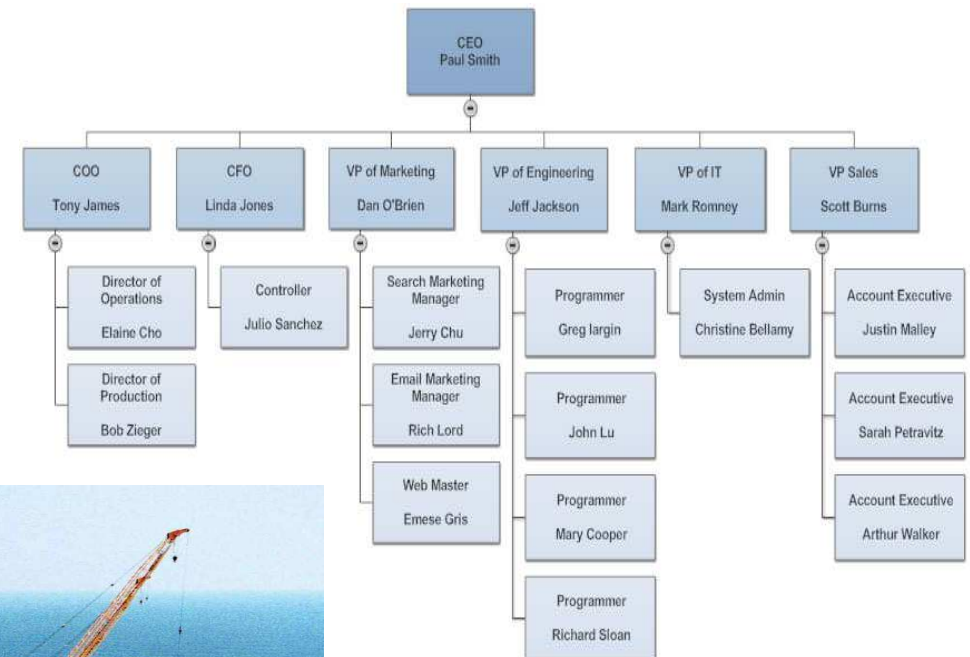 CEO
Paul Smith
COO
Tony James
CFO
Linda Jones
VP of Marketing
Dan O'Brien
VP of Engineering
Jeff Jackson
VP of IT
Mark Romney
VP Sales
Scott Burns
Director of
Operations
Elaine Cho
Director of
Production
Bob Zieger
Controller
Julio Sanchez
Search Marketing
Manager
Jerry Chu
Email Marketing
Manager
Rich Lord
Web Master
Emese Gris
Programmer
Greg Iargin
Programmer
John Lu
Programmer
Mary Cooper
Programmer
Richard Sloan
System Admin
Christine Bellamy
Account Executive
Justin Malley
Account Executive
Sarah Petravitz
Account Executive
Arthur Walker